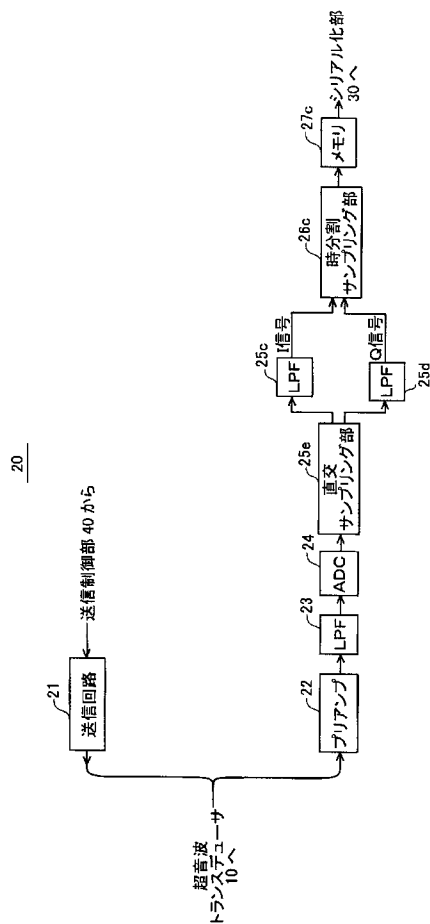 20
21
送信回路
送信制御部 40 から
超音波
トランスデューサ
10 へ
22
プリアンプ
23
LPF
24
ADC
25e
直交
サンプリング部
25c
LPF
I信号
25d
LPF
Q信号
26c
時分割
サンプリング部
27c
メモリ
シリアル化部
30 へ